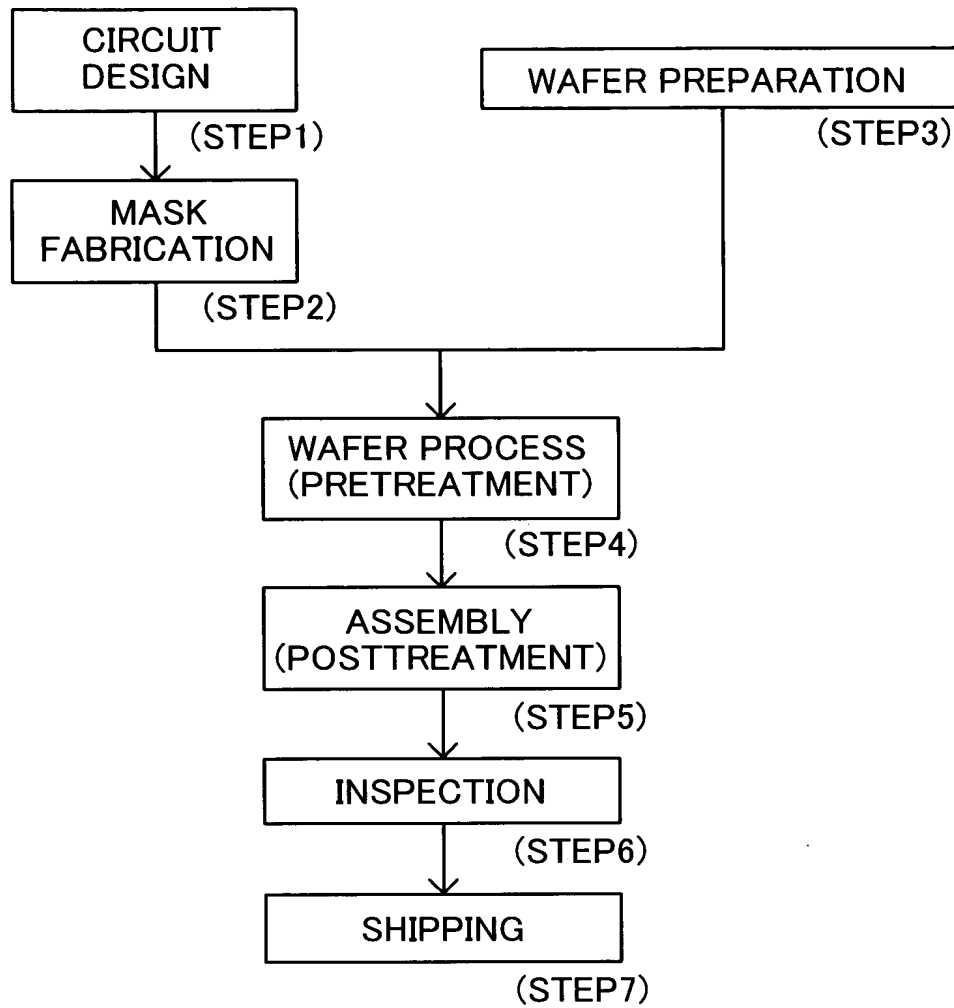 CIRCUIT
DESIGN
(STEP1)
WAFER PREPARATION
(STEP3)
MASK
FABRICATION
(STEP2)
WAFER PROCESS
(PRETREATMENT)
(STEP4)
ASSEMBLY
(POSTTREATMENT)
(STEP5)
INSPECTION
(STEP6)
SHIPPING
(STEP7)